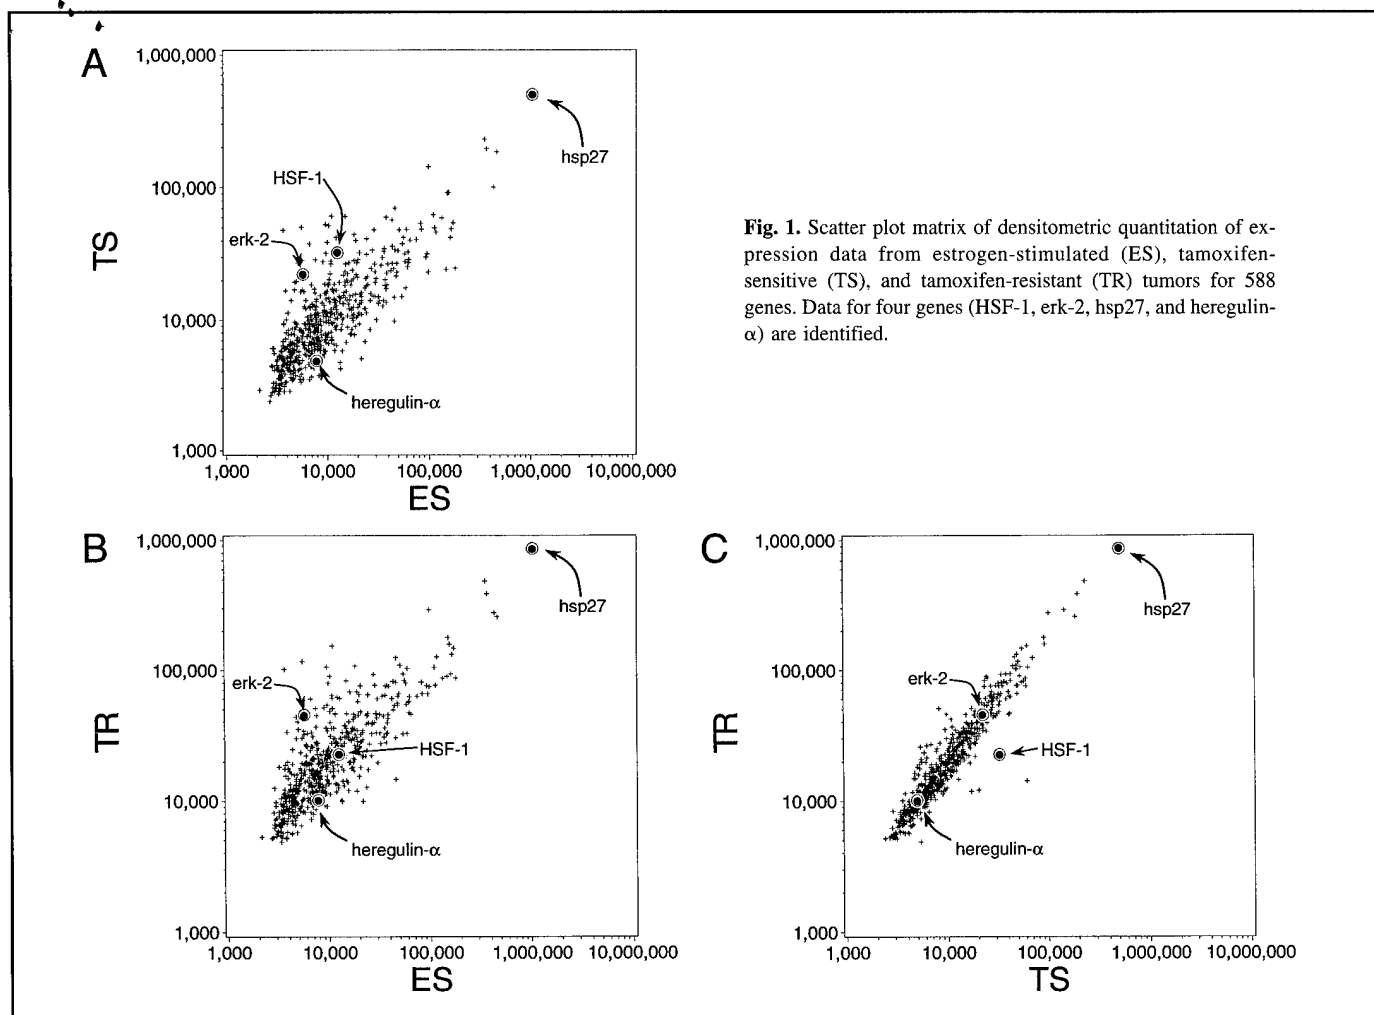 A
1,000,000
100,000
10,000
1,000
TS
HSF-1
erk-2
hsp27
heregulin-α
1,000 10,000 100,000 1,000,000 10,000,000
ES
Fig. 1. Scatter plot matrix of densitometric quantitation of ex-
pression data from estrogen-stimulated (ES), tamoxifen-
sensitive (TS), and tamoxifen-resistant (TR) tumors for 588
genes. Data for four genes (HSF-1, erk-2, hsp27, and heregulin-
α) are identified.
B
1,000,000
100,000
10,000
1,000
TR
hsp27
erk-2
HSF-1
heregulin-α
1,000 10,000 100,000 1,000,000 10,000,000
ES
C
1,000,000
100,000
10,000
1,000
TR
hsp27
erk-2
HSF-1
heregulin-α
1,000 10,000 100,000 1,000,000 10,000,000
TS